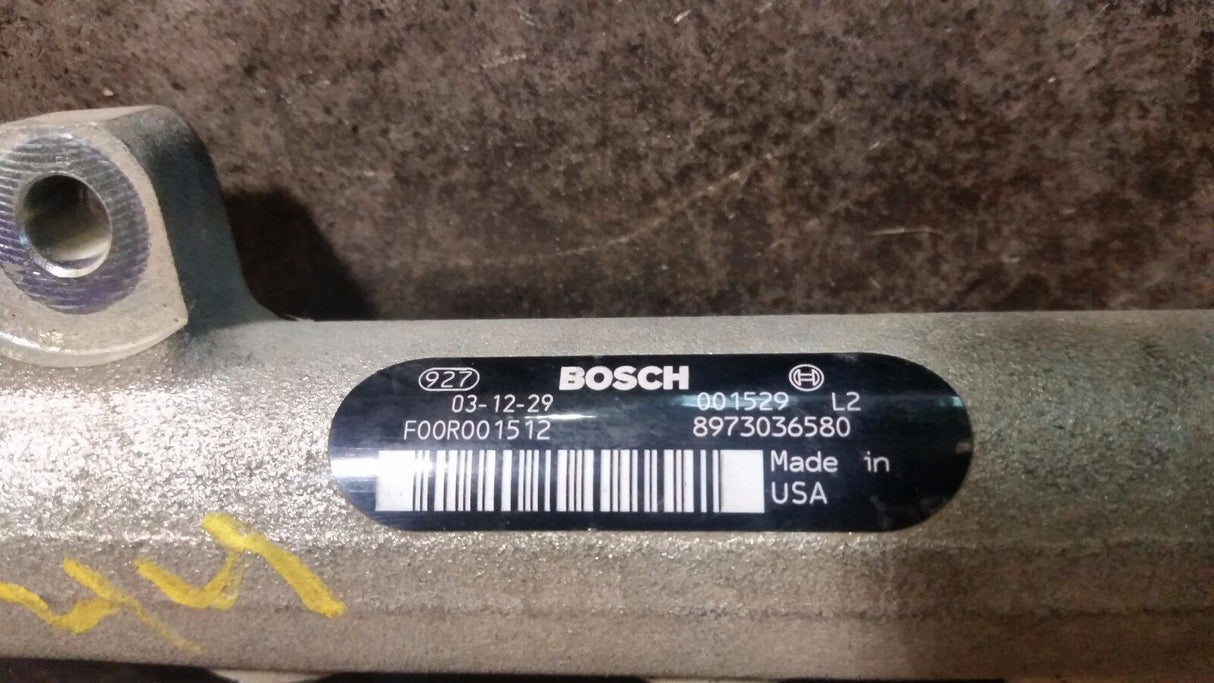 927 BOSCH
03-12-29 001529 L2
F00R001512 8973036580
Made in
USA